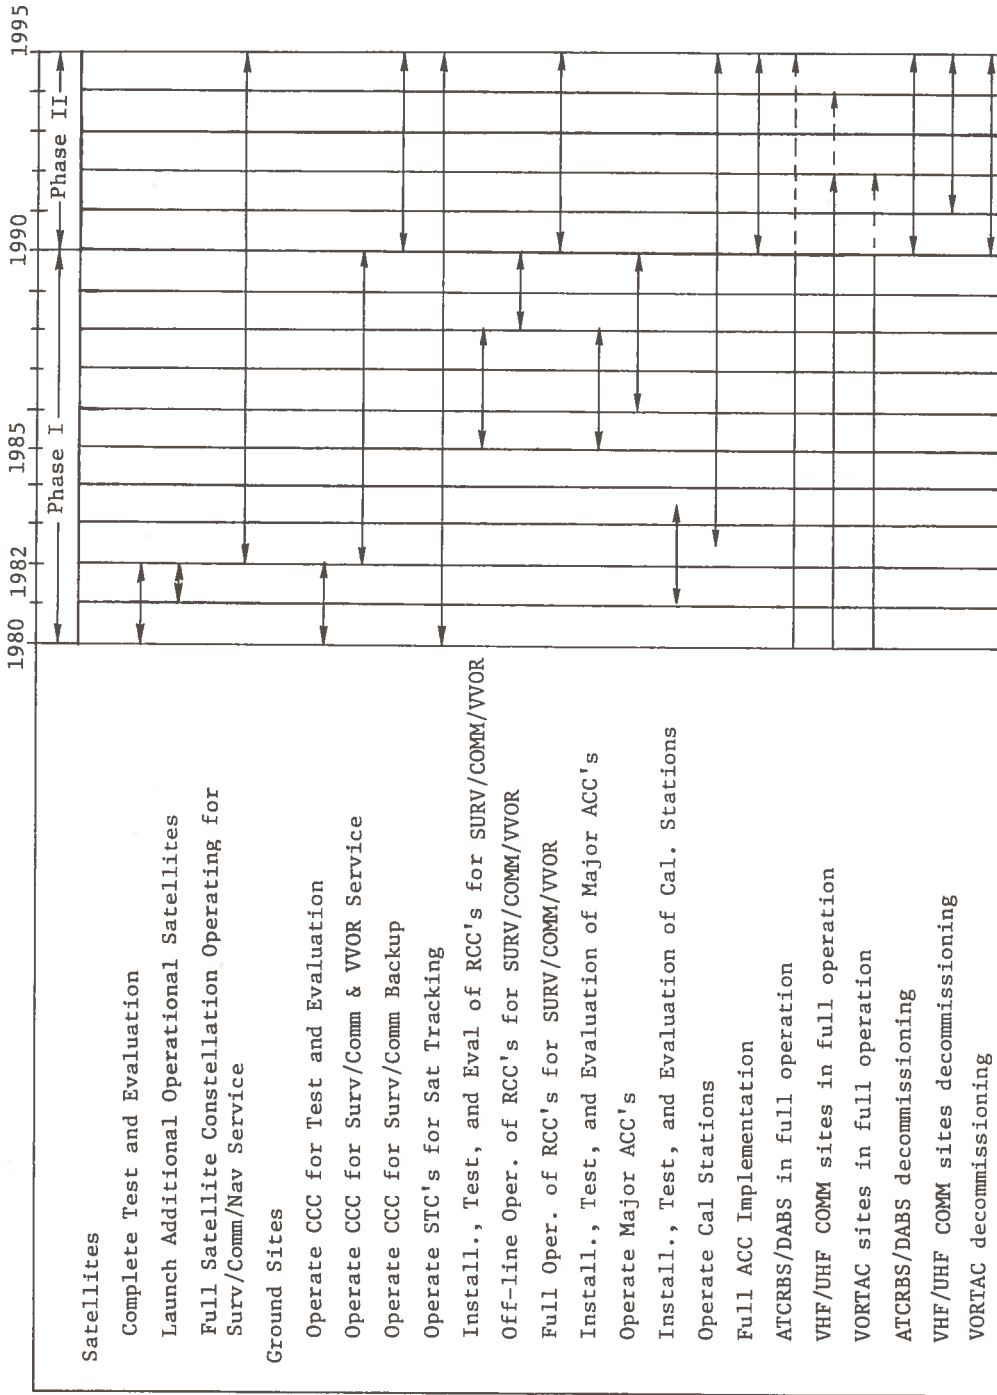 1980 1982 1985 1990 1995
Phase I Phase II
Satellites
Complete Test and Evaluation
Launch Additional Operational Satellites
Full Satellite Constellation Operating for
Surv/Comm/Nav Service
Ground Sites
Operate CCC for Test and Evaluation
Operate CCC for Surv/Comm & VVOR Service
Operate CCC for Surv/Comm Backup
Operate STC's for Sat Tracking
Install., Test, and Eval of RCC's for SURV/COMM/VVOR
Off-line Oper. of RCC's for SURV/COMM/VVOR
Full Oper. of RCC's for SURV/COMM/VVOR
Install., Test, and Evaluation of Major ACC's
Operate Major ACC's
Install., Test, and Evaluation of Cal. Stations
Operate Cal Stations
Full ACC Implementation
ATCRBS/DABS in full operation
VHF/UHF COMM sites in full operation
VORTAC sites in full operation
ATCRBS/DABS decommissioning
VHF/UHF COMM sites decommissioning
VORTAC decommissioning